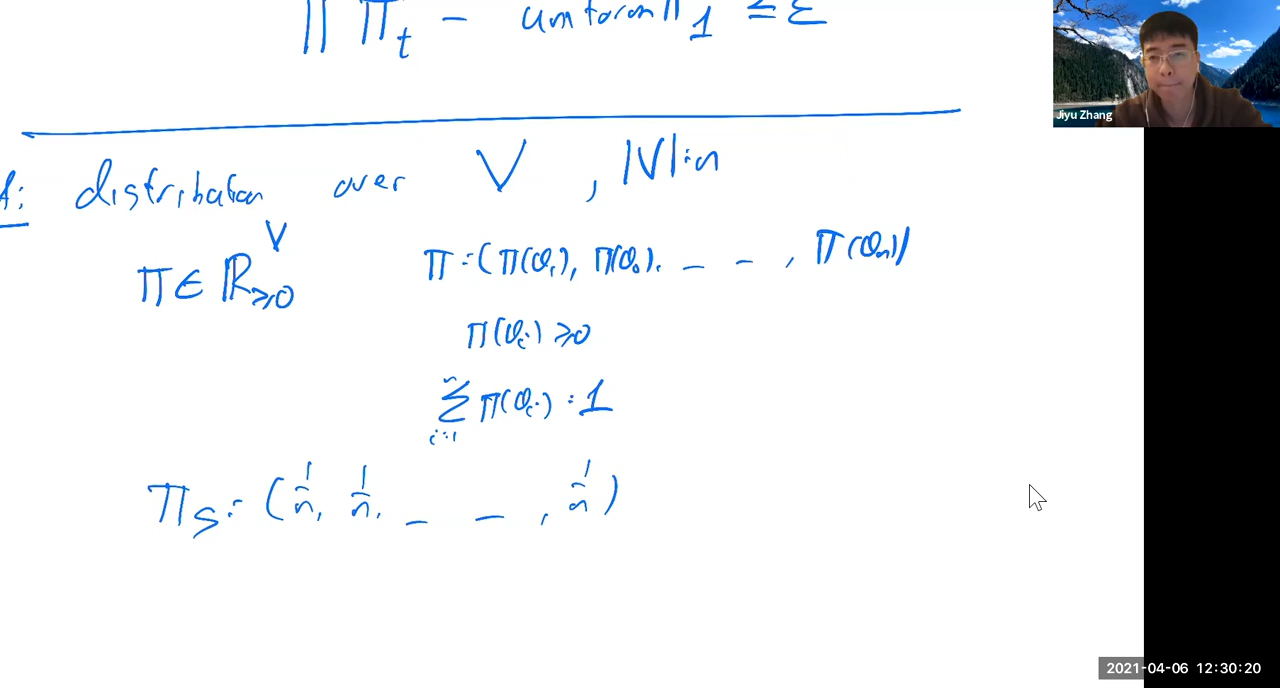 ‖ Π_t - uniform ‖_1 ≤ ε
Jiyu Zhang
distribution over V , |V|=n
Π ∈ ℝ^V_{≥0} Π = (Π(v_1), Π(v_2), _ _ , Π(v_n))
Π(v_i) ≥ 0
∑_{i=1}^n Π(v_i) = 1
Π_S = (1/n, 1/n, _ _ , 1/n)
2021-04-06 12:30:20